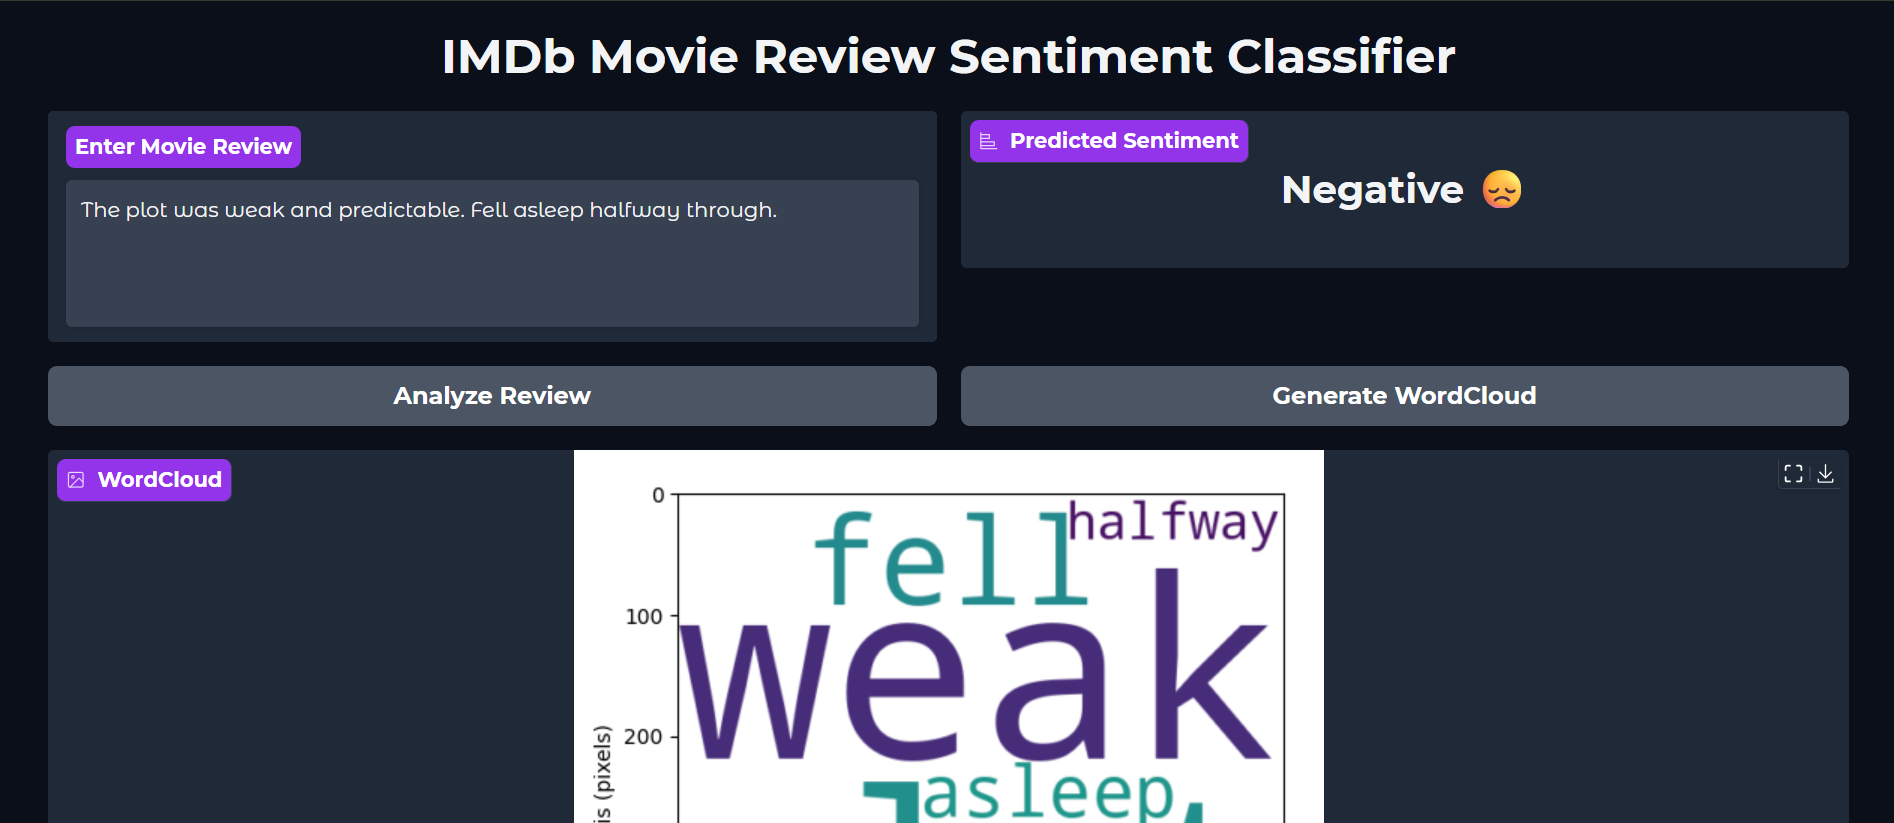 IMDb Movie Review Sentiment Classifier
Enter Movie Review
The plot was weak and predictable. Fell asleep halfway through.
Predicted Sentiment
Negative 😞
Analyze Review
Generate WordCloud
WordCloud
0
halfway
fell
100
weak
200
is (pixels)
asleep